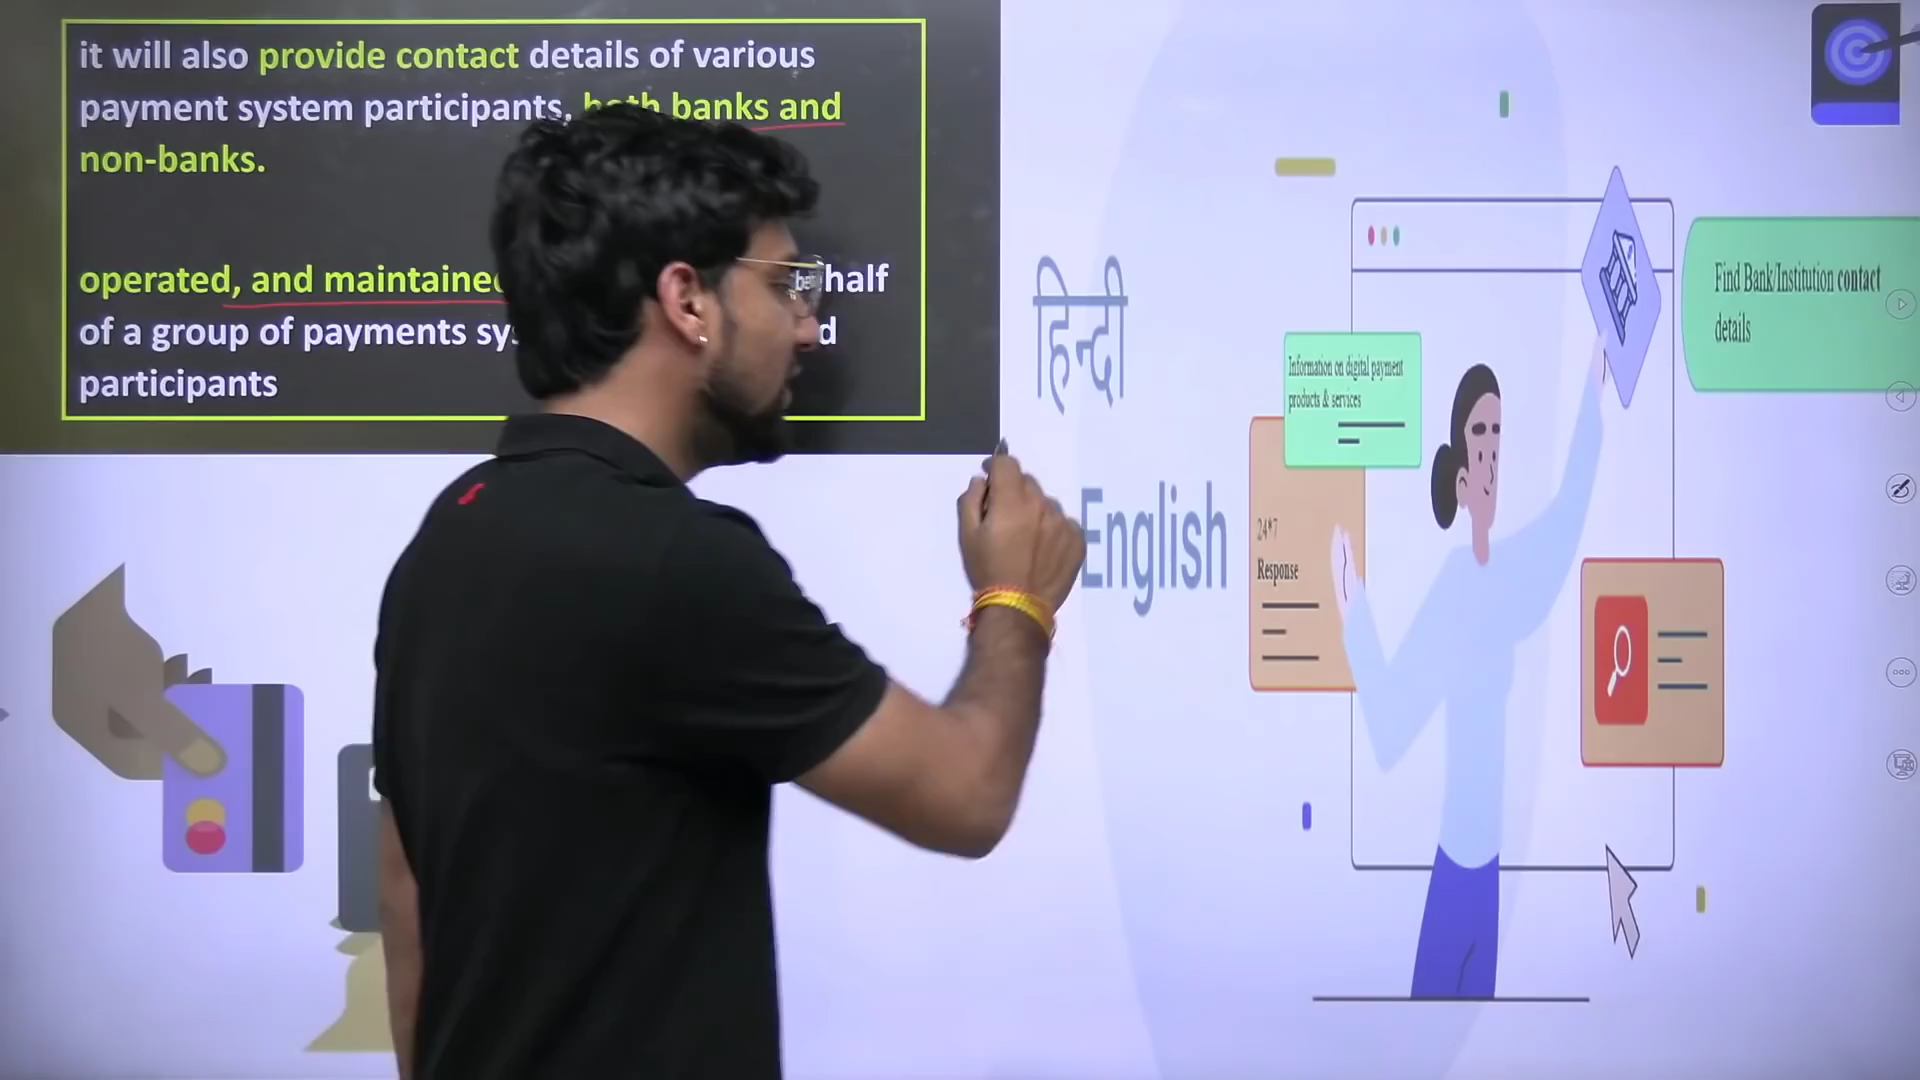 it will also provide contact details of various
payment system participants, both banks and
non-banks.
operated, and maintained half
of a group of payments d
participants
हिन्दी
English
Find Bank/Institution contact
details
Information on digital payment
products & services
24*7
Response